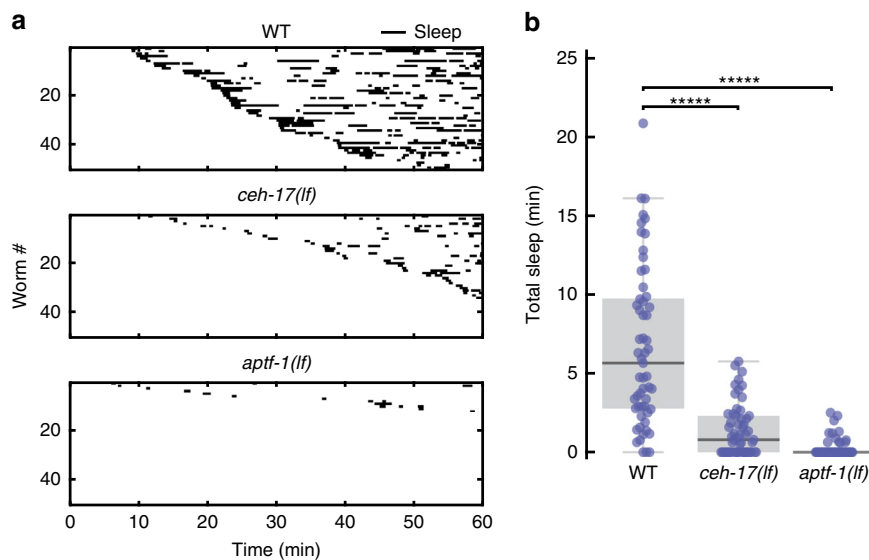 a
WT
Sleep
20
40
ceh-17(lf)
Worm #
20
40
aptf-1(lf)
20
40
0 10 20 30 40 50 60
Time (min)
b
25
20
15
10
5
0
Total sleep (min)
*****
*****
WT ceh-17(lf) aptf-1(lf)